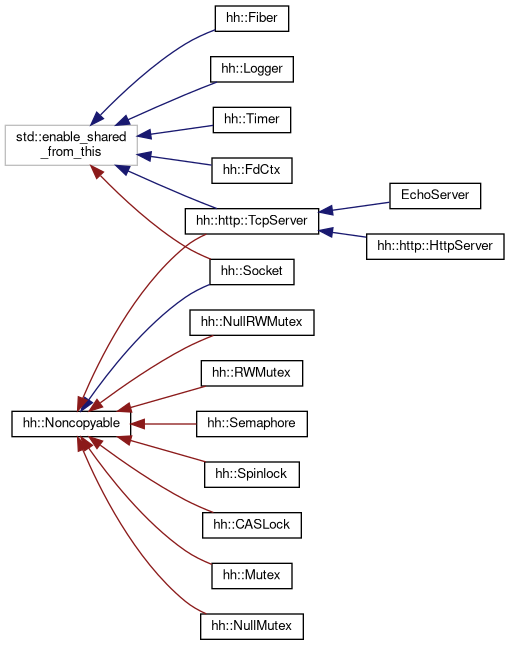 hh::Fiber
hh::Logger
hh::Timer
std::enable_shared
_from_this
hh::FdCtx
EchoServer
hh::http::TcpServer
hh::http::HttpServer
hh::Socket
hh::NullRWMutex
hh::RWMutex
hh::Noncopyable
hh::Semaphore
hh::Spinlock
hh::CASLock
hh::Mutex
hh::NullMutex